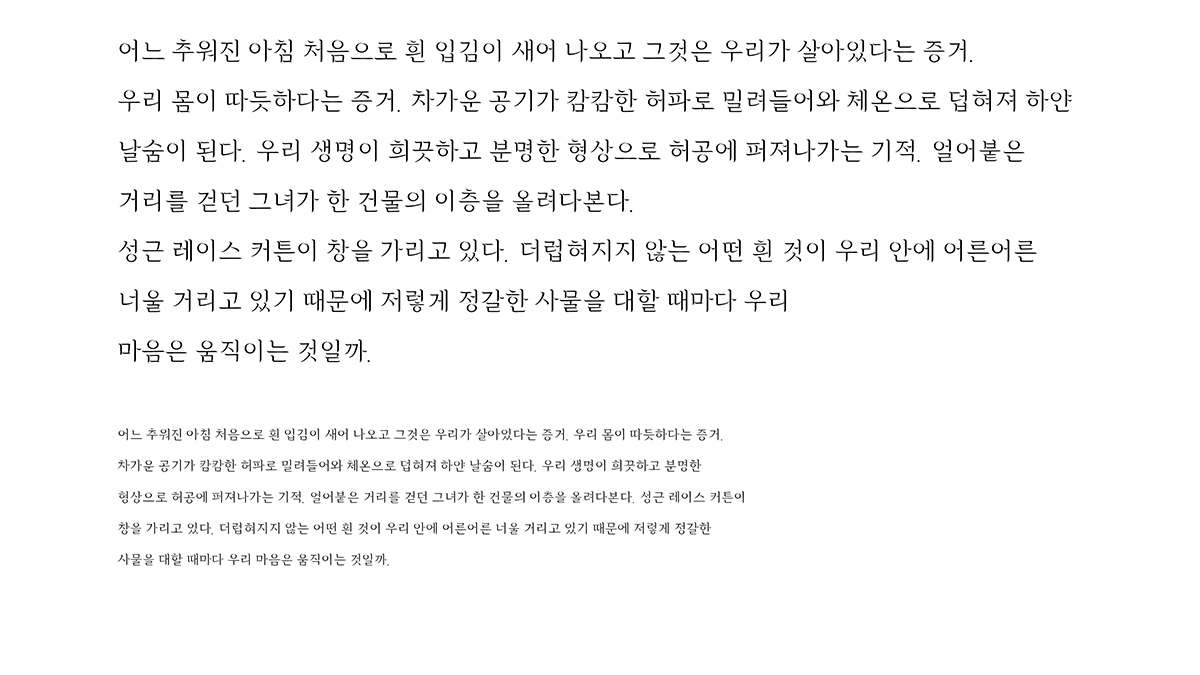 어느 추워진 아침 처음으로 흰 입김이 새어 나오고 그것은 우리가 살아있다는 증거.
우리 몸이 따듯하다는 증거. 차가운 공기가 캄캄한 허파로 밀려들어와 체온으로 덥혀져 하얀
날숨이 된다. 우리 생명이 희끗하고 분명한 형상으로 허공에 퍼져나가는 기적. 얼어붙은
거리를 걷던 그녀가 한 건물의 이층을 올려다본다.
성근 레이스 커튼이 창을 가리고 있다. 더럽혀지지 않는 어떤 흰 것이 우리 안에 어른어른
너울 거리고 있기 때문에 저렇게 정갈한 사물을 대할 때마다 우리
마음은 움직이는 것일까.
어느 추워진 아침 처음으로 흰 입김이 새어 나오고 그것은 우리가 살아있다는 증거. 우리 몸이 따듯하다는 증거.
차가운 공기가 캄캄한 허파로 밀려들어와 체온으로 덥혀져 하얀 날숨이 된다. 우리 생명이 희끗하고 분명한
형상으로 허공에 퍼져나가는 기적. 얼어붙은 거리를 걷던 그녀가 한 건물의 이층을 올려다본다. 성근 레이스 커튼이
창을 가리고 있다. 더럽혀지지 않는 어떤 흰 것이 우리 안에 어른어른 너울 거리고 있기 때문에 저렇게 정갈한
사물을 대할 때마다 우리 마음은 움직이는 것일까.